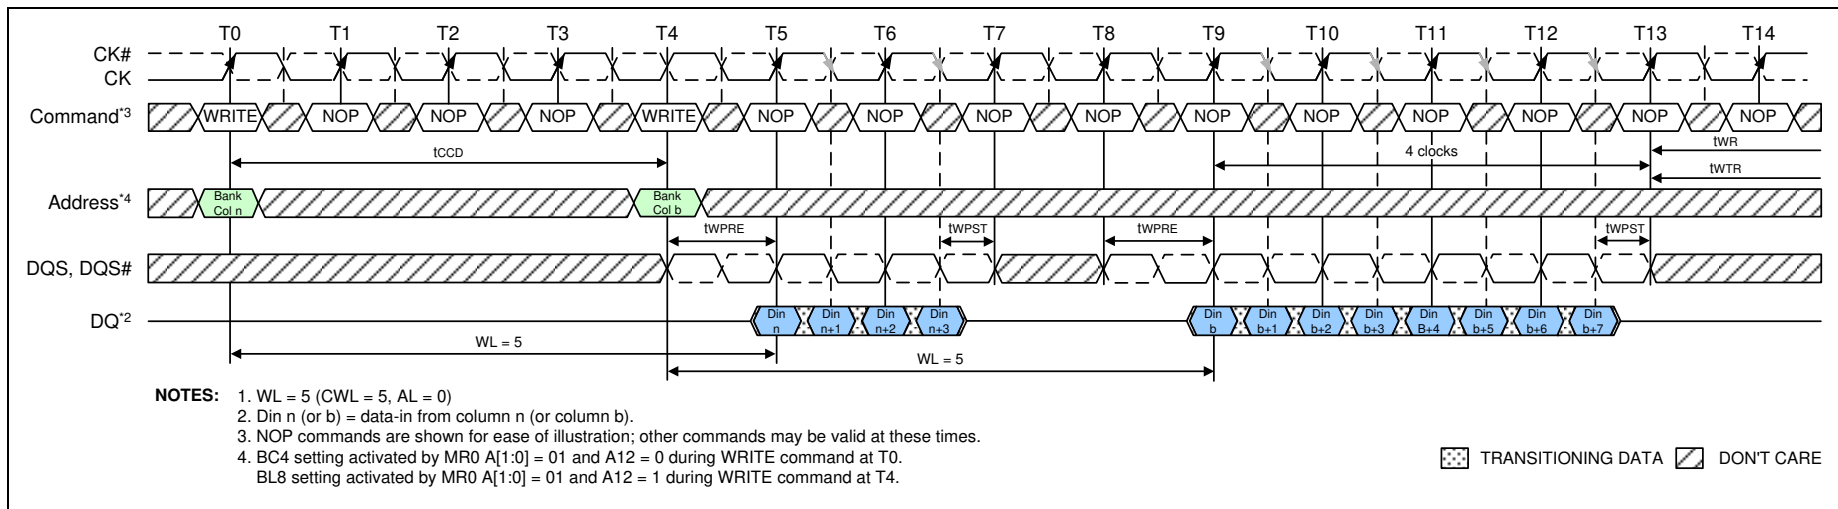 T0 T1 T2 T3 T4 T5 T6 T7 T8 T9 T10 T11 T12 T13 T14
CK#
CK
Command*3 WRITE NOP NOP NOP WRITE NOP NOP NOP NOP NOP NOP NOP NOP NOP NOP
tCCD 4 clocks tWR
tWTR
Address*4 Bank Col n Bank Col b
tWPRE tWPST tWPRE tWPST
DQS, DQS#
DQ*2 Din n Din n+1 Din n+2 Din n+3 Din b Din b+1 Din b+2 Din b+3 Din B+4 Din b+5 Din b+6 Din b+7
WL = 5
WL = 5
NOTES: 1. WL = 5 (CWL = 5, AL = 0)
2. Din n (or b) = data-in from column n (or column b).
3. NOP commands are shown for ease of illustration; other commands may be valid at these times.
4. BC4 setting activated by MR0 A[1:0] = 01 and A12 = 0 during WRITE command at T0.
BL8 setting activated by MR0 A[1:0] = 01 and A12 = 1 during WRITE command at T4.
TRANSITIONING DATA DON'T CARE